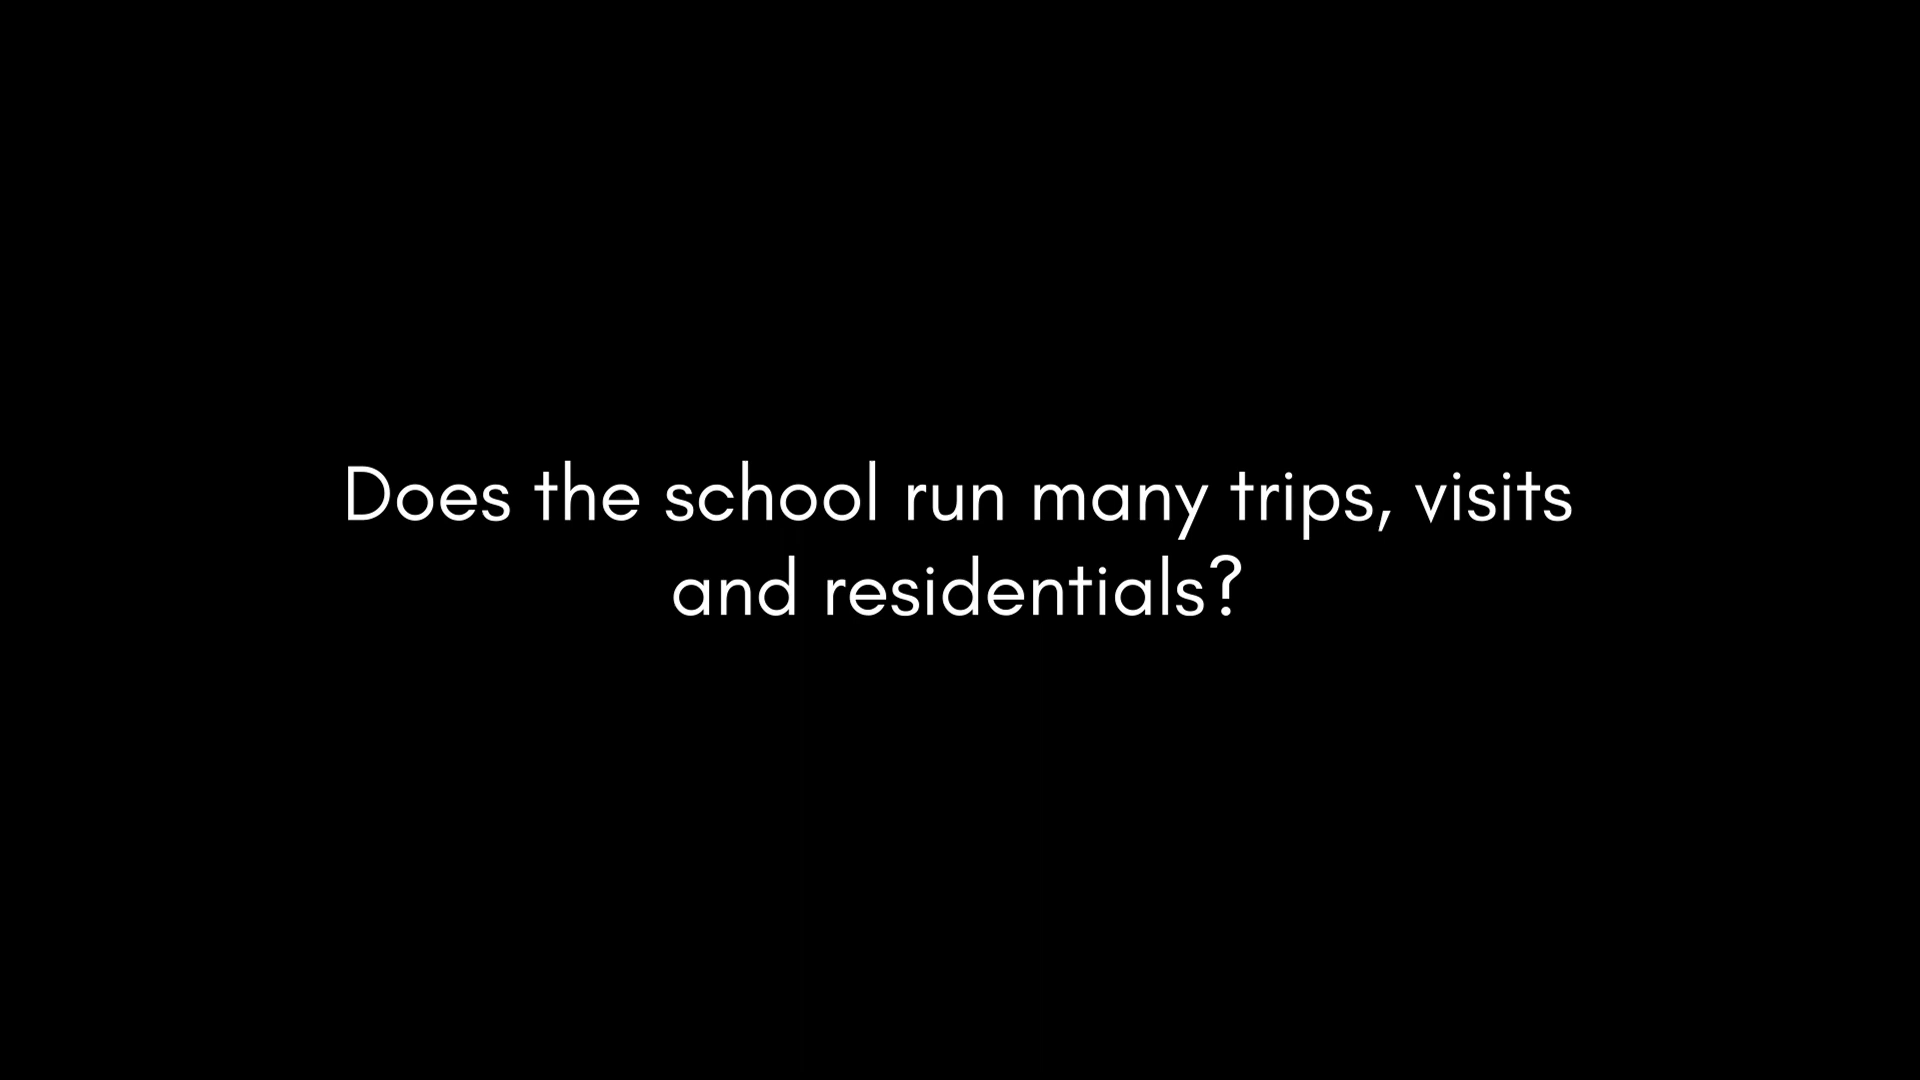 Does the school run many trips, visits
and residentials?